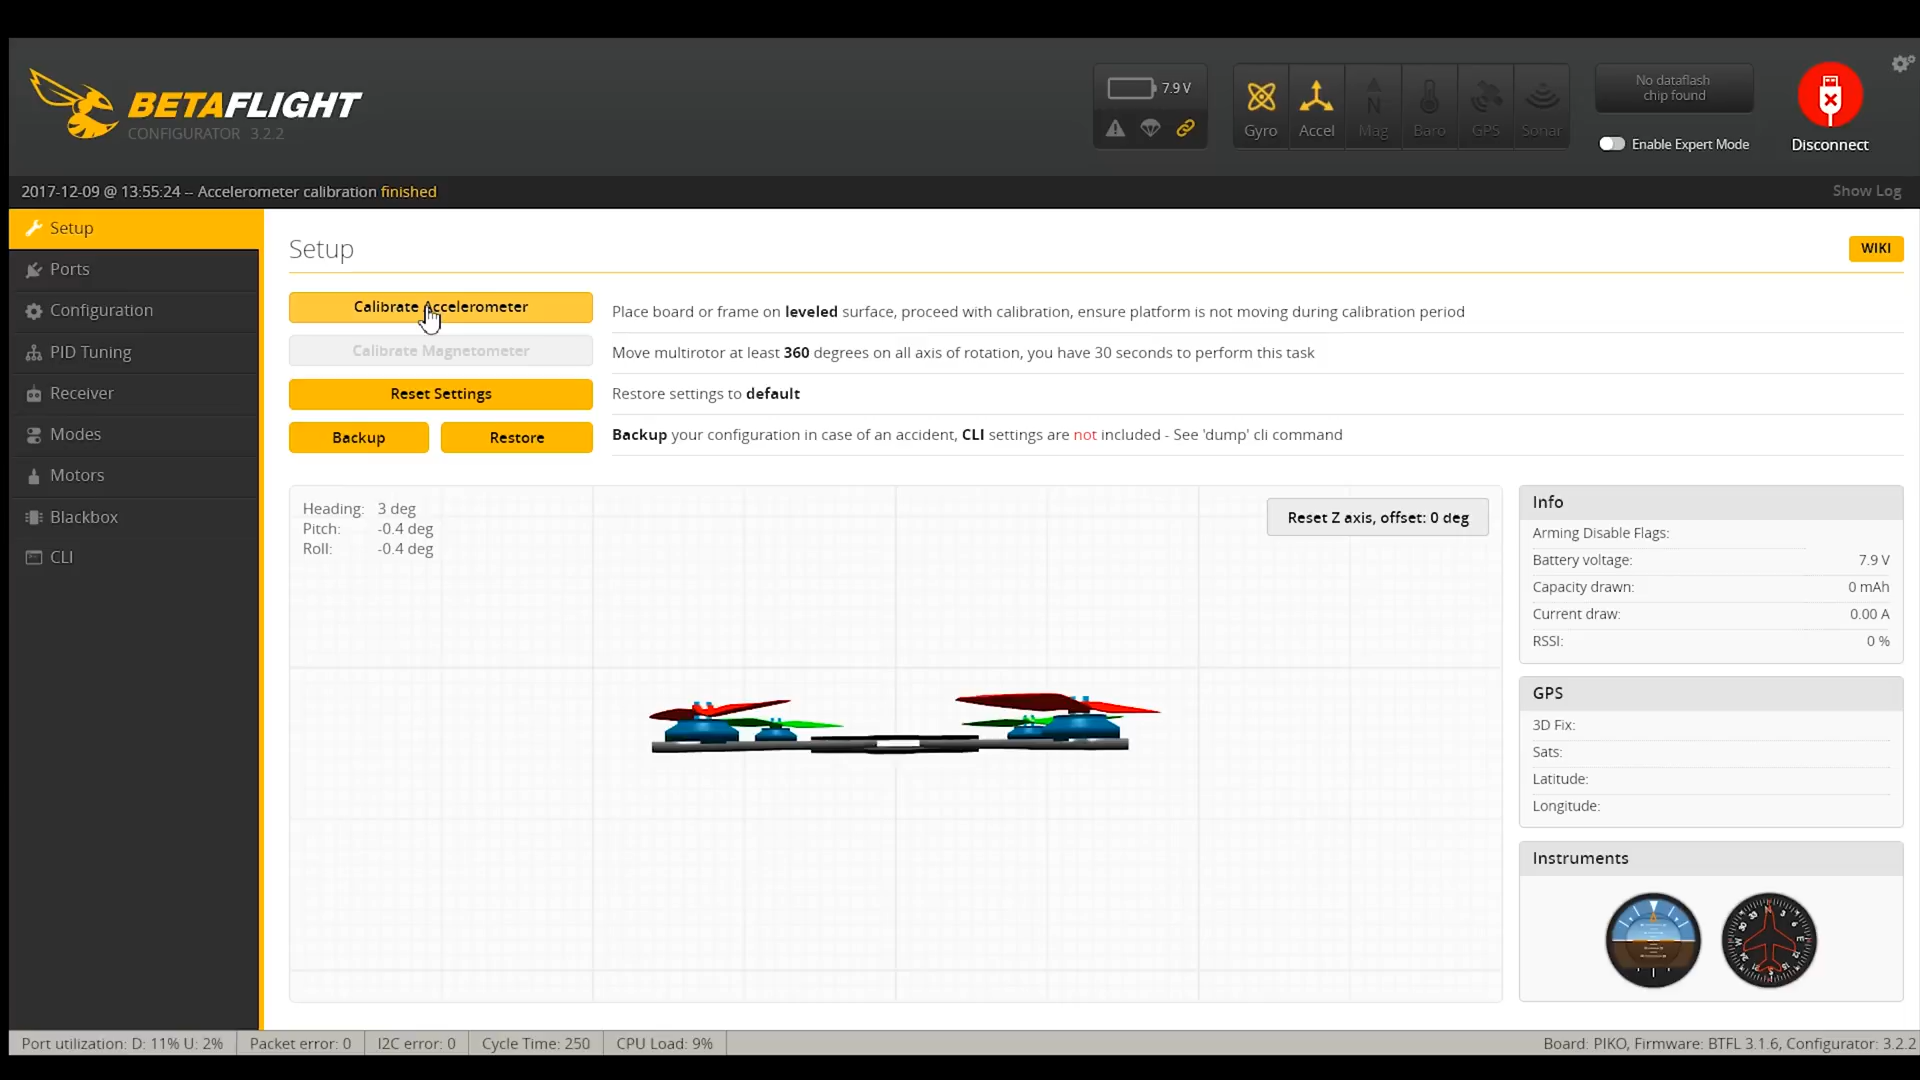 BETAFLIGHT
CONFIGURATOR 3.2.2
7.9 V
Gyro
Accel
Mag
Baro
GPS
Sonar
No dataflash
chip found
Enable Expert Mode
Disconnect
2017-12-09 @ 13:55:24 -- Accelerometer calibration finished
Show Log
Setup
Ports
Configuration
PID Tuning
Receiver
Modes
Motors
Blackbox
CLI
Setup
WIKI
Calibrate Accelerometer
Place board or frame on leveled surface, proceed with calibration, ensure platform is not moving during calibration period
Calibrate Magnetometer
Move multirotor at least 360 degrees on all axis of rotation, you have 30 seconds to perform this task
Reset Settings
Restore settings to default
Backup
Restore
Backup your configuration in case of an accident, CLI settings are not included - See 'dump' cli command
Heading: 3 deg
Pitch: -0.4 deg
Roll: -0.4 deg
Reset Z axis, offset: 0 deg
Info
Arming Disable Flags:
Battery voltage: 7.9 V
Capacity drawn: 0 mAh
Current draw: 0.00 A
RSSI: 0 %
GPS
3D Fix:
Sats:
Latitude:
Longitude:
Instruments
Port utilization: D: 11% U: 2%
Packet error: 0
I2C error: 0
Cycle Time: 250
CPU Load: 9%
Board: PIKO, Firmware: BTFL 3.1.6, Configurator: 3.2.2